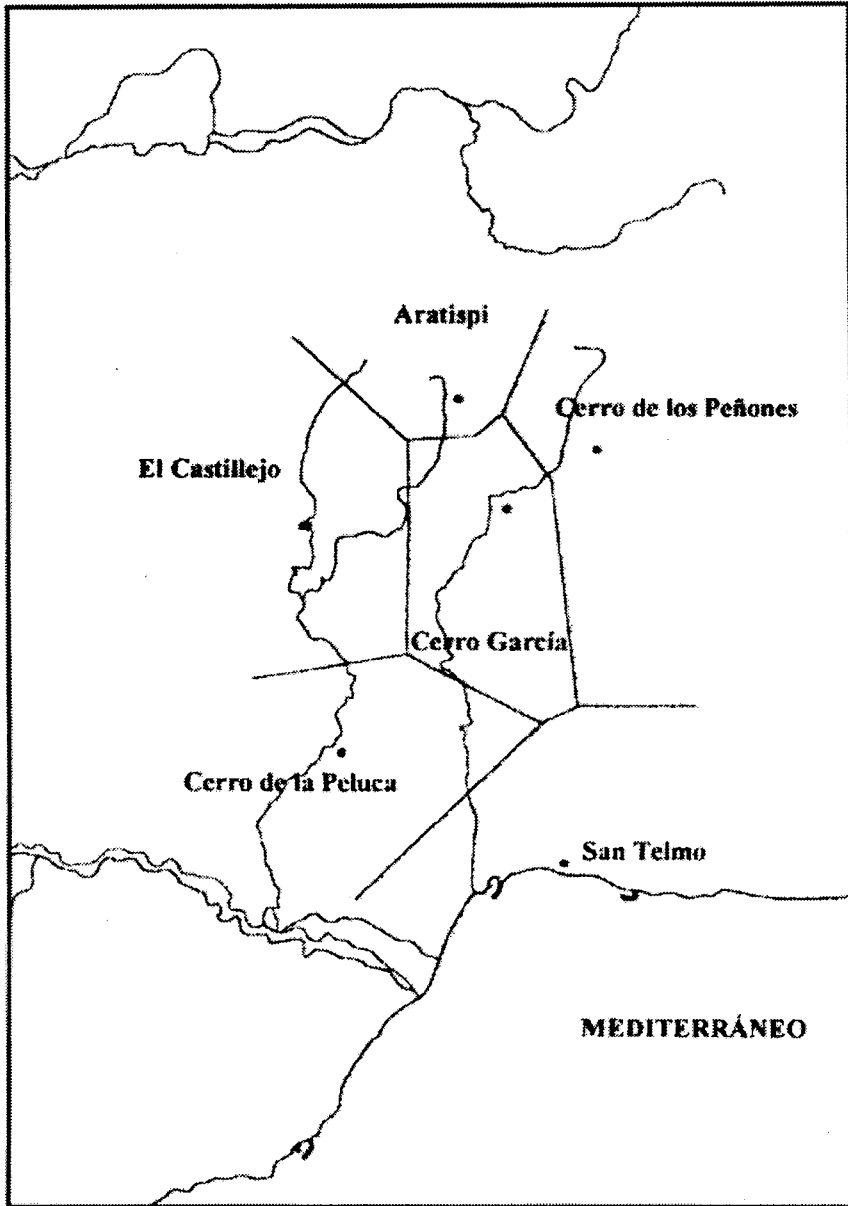 Aratispi
Cerro de los Peñones
El Castillejo
Cerro García
Cerro de la Peluca
San Telmo
MEDITERRÁNEO